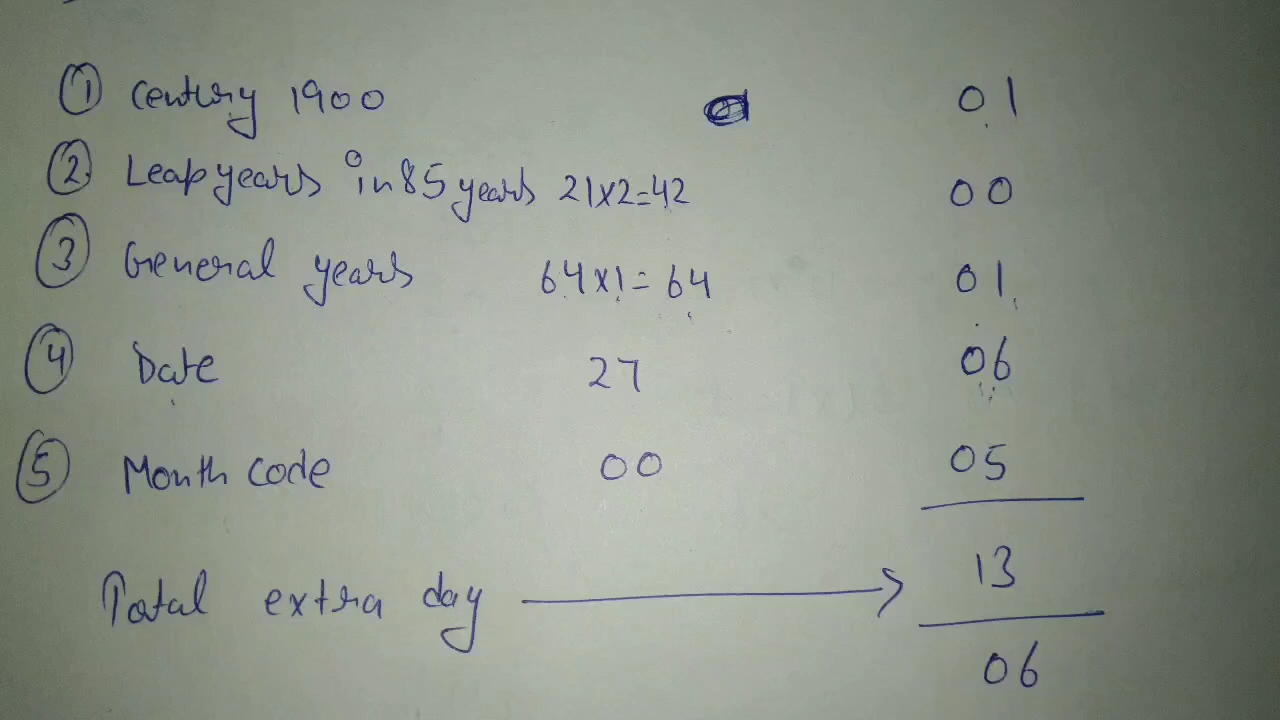 ① Century 1900 01
② Leap years in 85 years 21x2=42 00
③ General years 64x1=64 01
④ Date 27 06
⑤ Month Code 00 05
Total extra day → 13
06